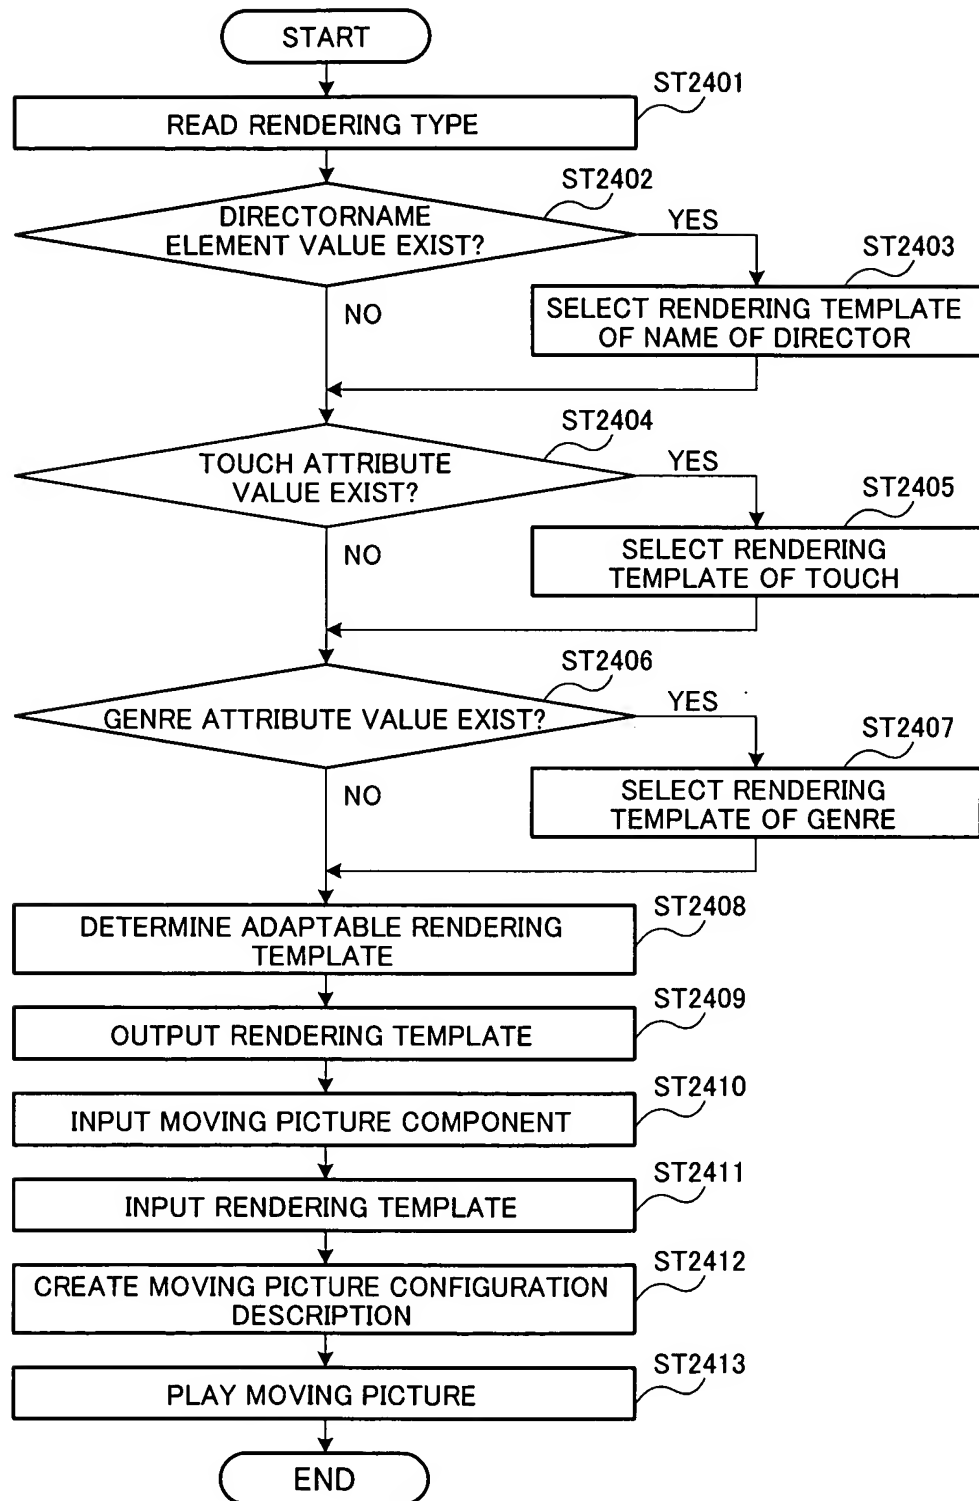 START
ST2401
READ RENDERING TYPE
ST2402
DIRECTORNAME
ELEMENT VALUE EXIST?
YES
ST2403
NO
SELECT RENDERING TEMPLATE
OF NAME OF DIRECTOR
ST2404
TOUCH ATTRIBUTE
VALUE EXIST?
YES
ST2405
NO
SELECT RENDERING
TEMPLATE OF TOUCH
ST2406
GENRE ATTRIBUTE VALUE EXIST?
YES
ST2407
NO
SELECT RENDERING
TEMPLATE OF GENRE
ST2408
DETERMINE ADAPTABLE RENDERING
TEMPLATE
ST2409
OUTPUT RENDERING TEMPLATE
ST2410
INPUT MOVING PICTURE COMPONENT
ST2411
INPUT RENDERING TEMPLATE
ST2412
CREATE MOVING PICTURE CONFIGURATION
DESCRIPTION
ST2413
PLAY MOVING PICTURE
END